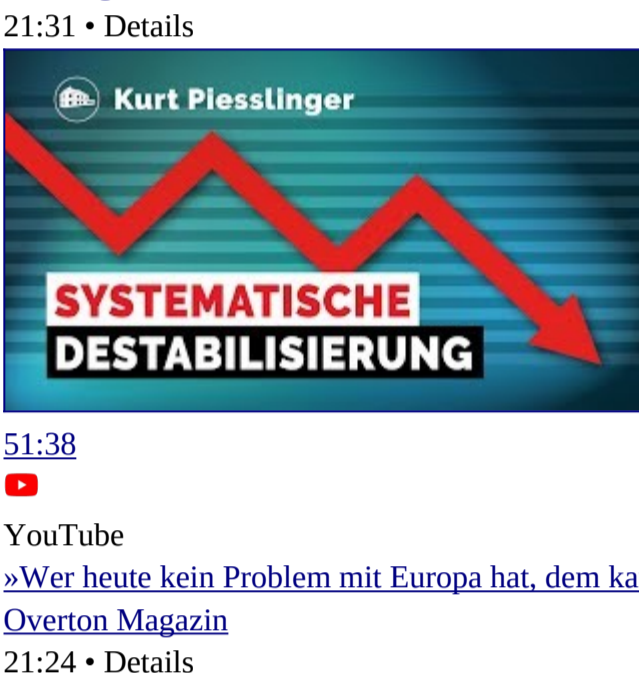 21:31 • Details
Kurt Piesslinger
SYSTEMATISCHE
DESTABILISIERUNG
51:38
YouTube
»Wer heute kein Problem mit Europa hat, dem ka
Overton Magazin
21:24 • Details